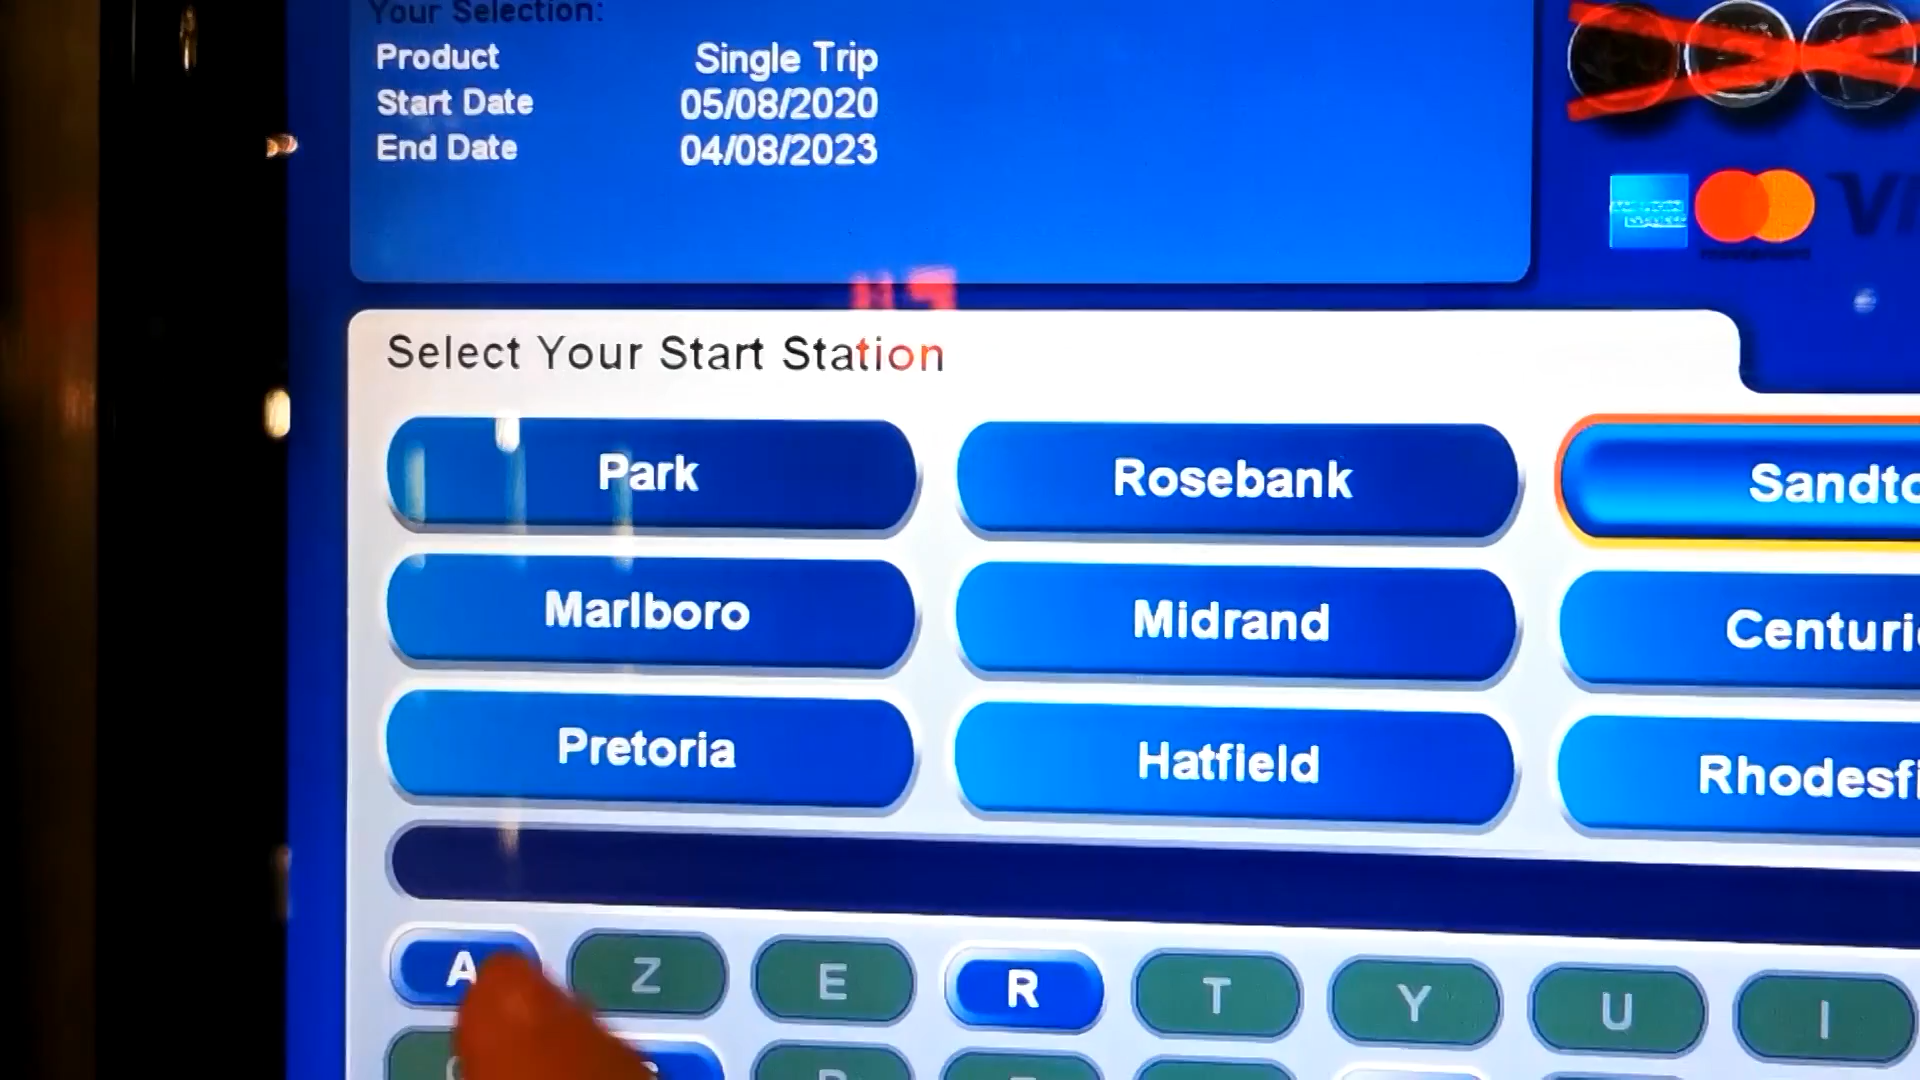 Your Selection:
Product Single Trip
Start Date 05/08/2020
End Date 04/08/2023
Select Your Start Station
Park Rosebank Sandto
Marlboro Midrand Centuri
Pretoria Hatfield Rhodesfi
A Z E R T Y U I